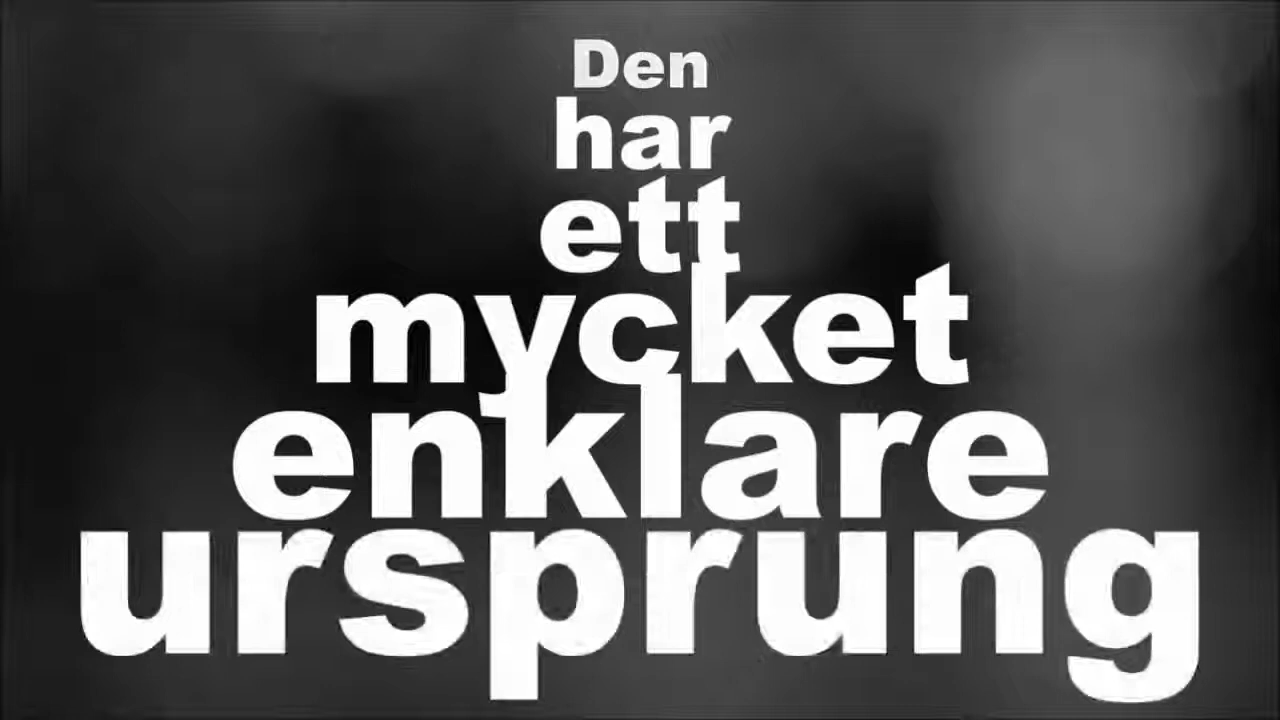 Den
har
ett
mycket
enklare
ursprung